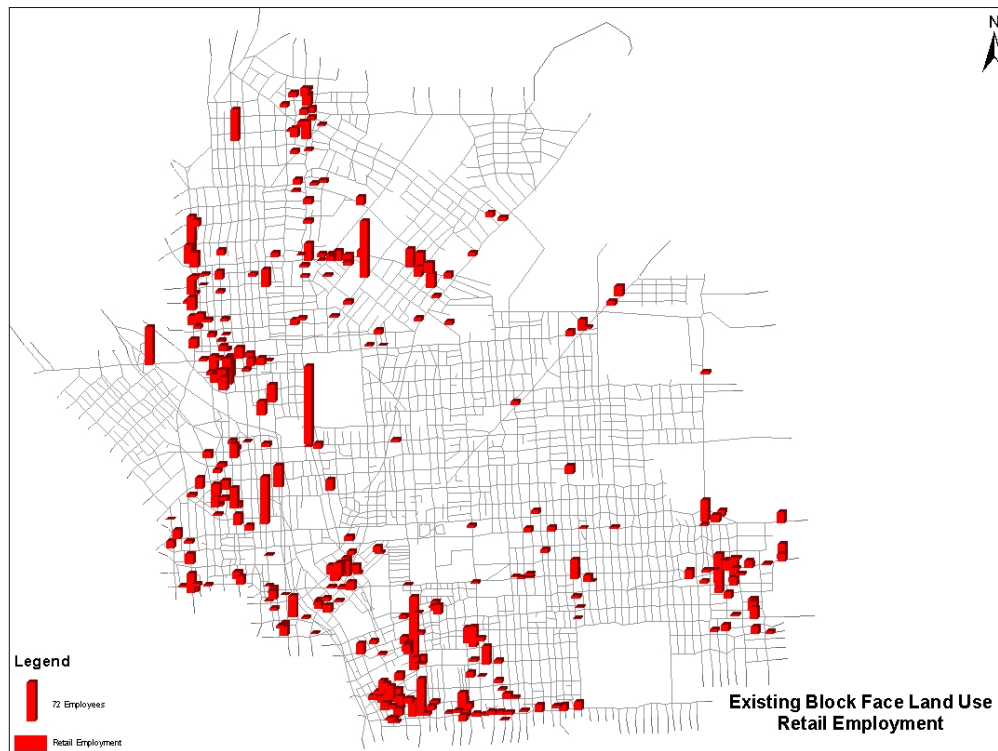 N
Legend
72 Employees
Retail Employment
Existing Block Face Land Use
Retail Employment